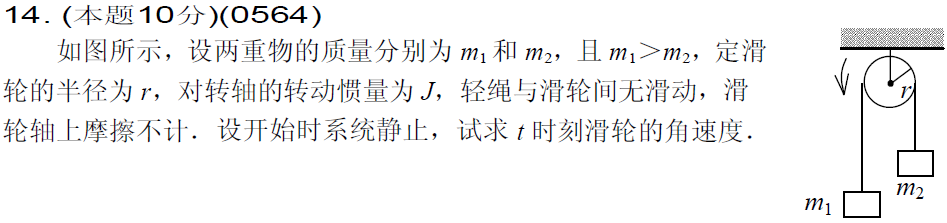 14. (本题10分)(0564)
如图所示，设两重物的质量分别为 m₁ 和 m₂，且 m₁＞m₂，定滑
轮的半径为 r，对转轴的转动惯量为 J，轻绳与滑轮间无滑动，滑
轮轴上摩擦不计．设开始时系统静止，试求 t 时刻滑轮的角速度．
r
m₂
m₁